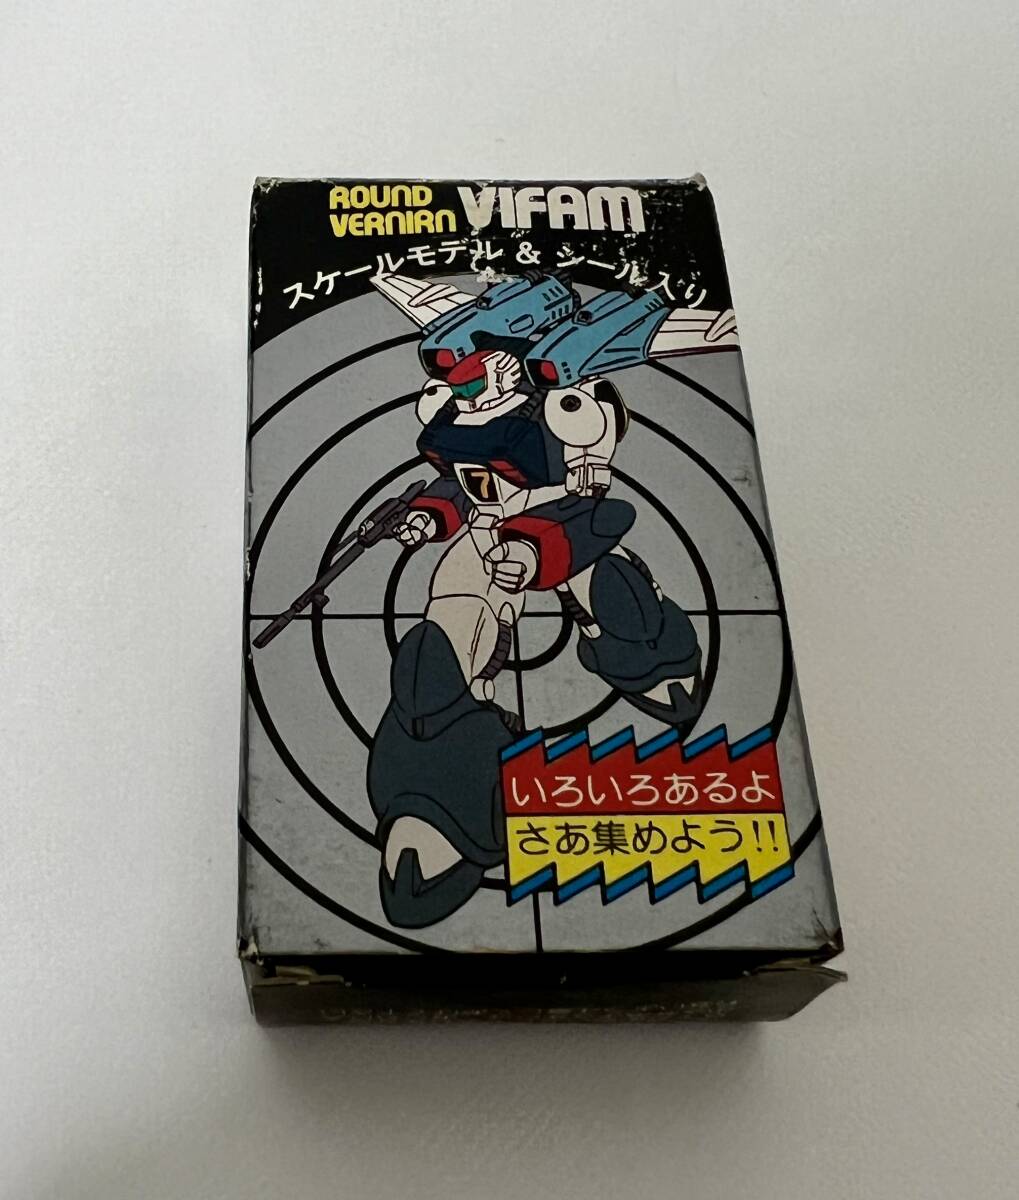 ROUND
VERNIRN VIFAM
スケールモデル & シール入り
7
いろいろあるよ
さあ集めよう!!